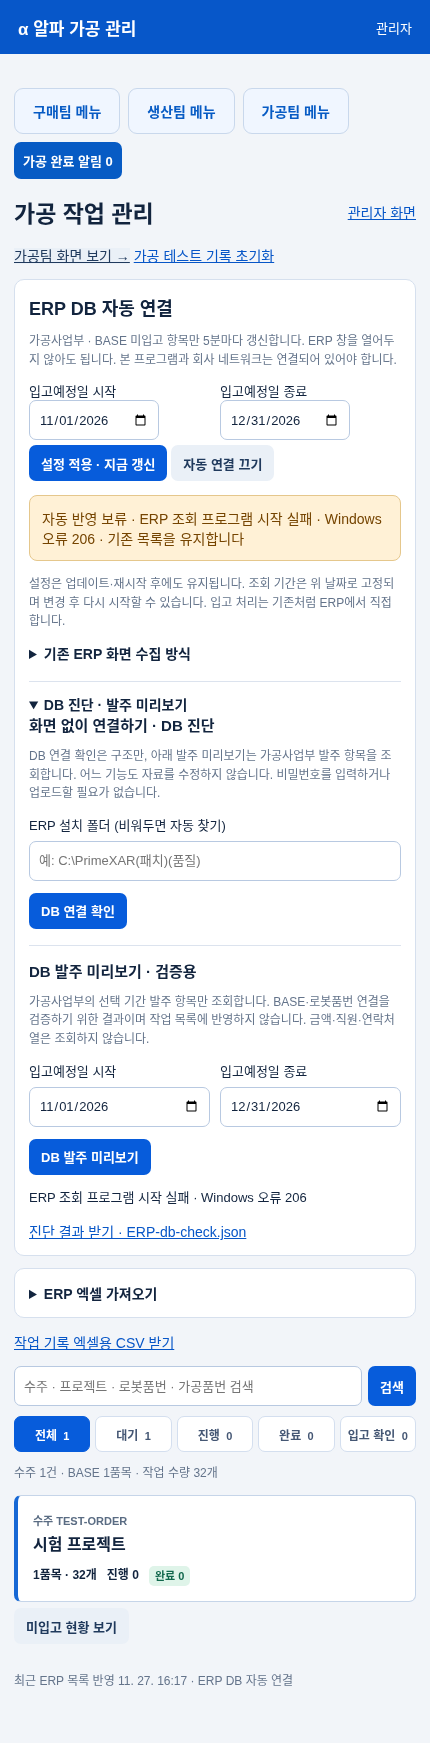 α 알파 가공 관리
관리자
구매팀 메뉴
생산팀 메뉴
가공팀 메뉴
가공 완료 알림 0
가공 작업 관리
관리자 화면
가공팀 화면 보기 → 가공 테스트 기록 초기화
ERP DB 자동 연결
가공사업부 · BASE 미입고 항목만 5분마다 갱신합니다. ERP 창을 열어두
지 않아도 됩니다. 본 프로그램과 회사 네트워크는 연결되어 있어야 합니다.
입고예정일 시작
입고예정일 종료
11/01/2026
12/31/2026
설정 적용 · 지금 갱신
자동 연결 끄기
자동 반영 보류 · ERP 조회 프로그램 시작 실패 · Windows
오류 206 · 기존 목록을 유지합니다
설정은 업데이트·재시작 후에도 유지됩니다. 조회 기간은 위 날짜로 고정되
며 변경 후 다시 시작할 수 있습니다. 입고 처리는 기존처럼 ERP에서 직접
합니다.
▶ 기존 ERP 화면 수집 방식
▼ DB 진단 · 발주 미리보기
화면 없이 연결하기 · DB 진단
DB 연결 확인은 구조만, 아래 발주 미리보기는 가공사업부 발주 항목을 조
회합니다. 어느 기능도 자료를 수정하지 않습니다. 비밀번호를 입력하거나
업로드할 필요가 없습니다.
ERP 설치 폴더 (비워두면 자동 찾기)
예: C:\PrimeXAR(패치)(품질)
DB 연결 확인
DB 발주 미리보기 · 검증용
가공사업부의 선택 기간 발주 항목만 조회합니다. BASE·로봇품번 연결을
검증하기 위한 결과이며 작업 목록에 반영하지 않습니다. 금액·직원·연락처
열은 조회하지 않습니다.
입고예정일 시작
입고예정일 종료
11/01/2026
12/31/2026
DB 발주 미리보기
ERP 조회 프로그램 시작 실패 · Windows 오류 206
진단 결과 받기 · ERP-db-check.json
▶ ERP 엑셀 가져오기
작업 기록 엑셀용 CSV 받기
수주 · 프로젝트 · 로봇품번 · 가공품번 검색
검색
전체 1
대기 1
진행 0
완료 0
입고 확인 0
수주 1건 · BASE 1품목 · 작업 수량 32개
수주 TEST-ORDER
시험 프로젝트
1품목 · 32개 진행 0 완료 0
미입고 현황 보기
최근 ERP 목록 반영 11. 27. 16:17 · ERP DB 자동 연결